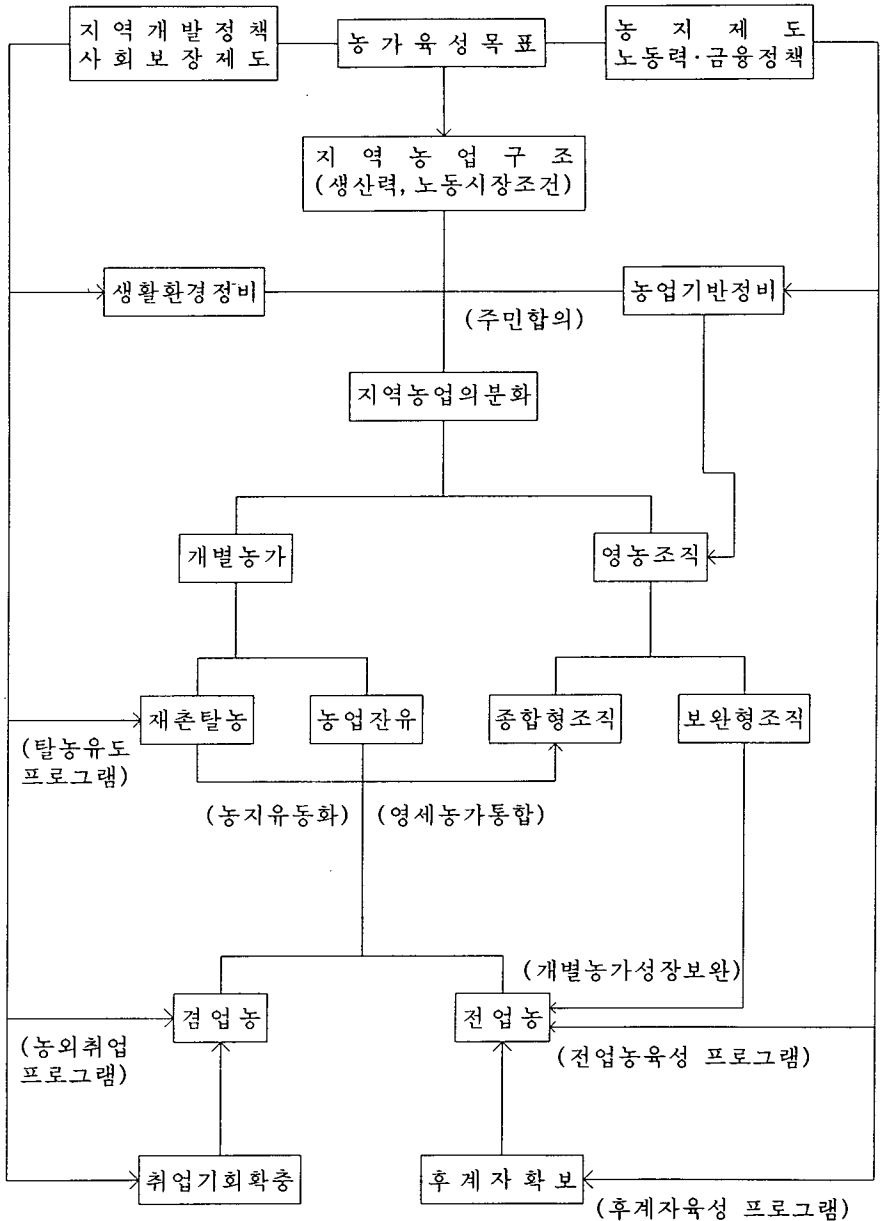 지역개발정책
사회보장제도
농가육성목표
농지제도
노동력·금융정책
지역농업구조
(생산력, 노동시장조건)
생활환경정비
농업기반정비
(주민합의)
지역농업의분화
개별농가
영농조직
재촌탈농
농업잔유
종합형조직
보완형조직
(탈농유도
프로그램)
(농지유동화)
(영세농가통합)
(개별농가성장보완)
겸업농
전업농
(농외취업
프로그램)
(전업농육성 프로그램)
취업기회확충
후계자확보
(후계자육성 프로그램)